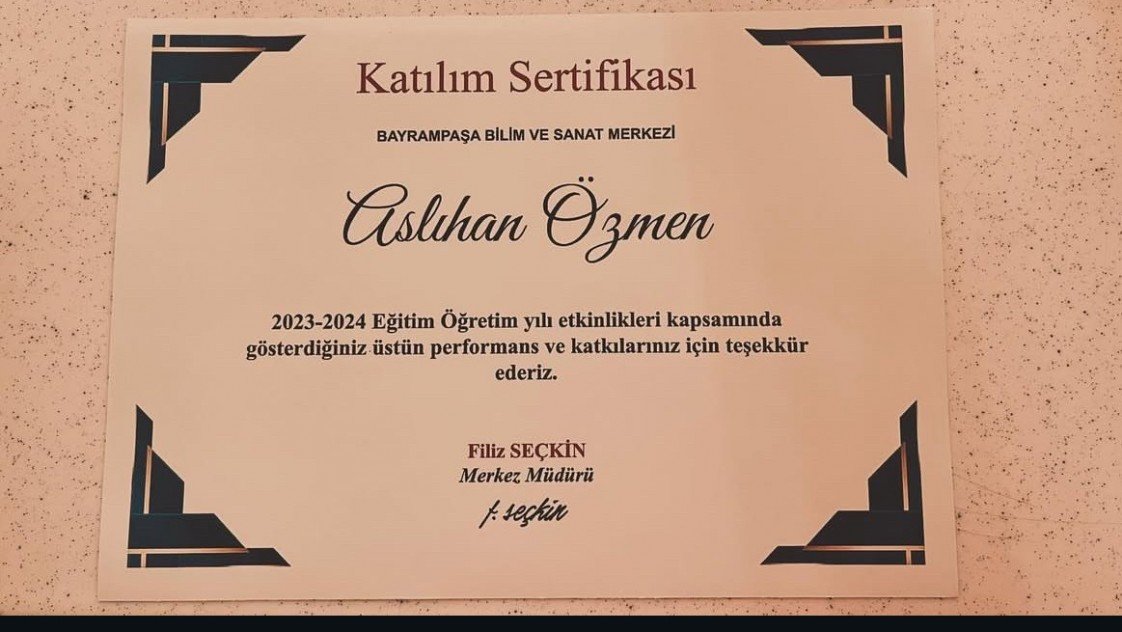 Katılım Sertifikası
BAYRAMPAŞA BİLİM VE SANAT MERKEZİ
Aslıhan Özmen
2023-2024 Eğitim Öğretim yılı etkinlikleri kapsamında
gösterdiğiniz üstün performans ve katkılarınız için teşekkür
ederiz.
Filiz SEÇKİN
Merkez Müdürü
f. seçkin